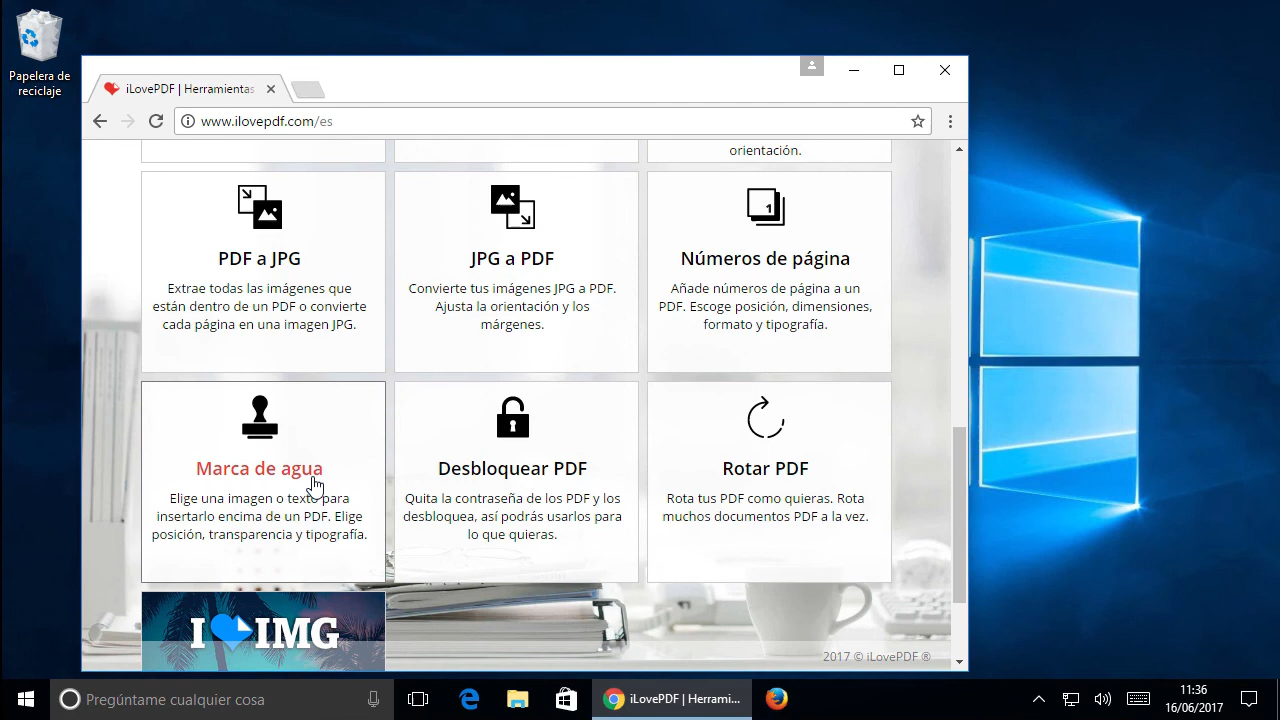 Papelera de
reciclaje
iLovePDF | Herramientas
www.ilovepdf.com/es
orientación.
PDF a JPG
Extrae todas las imágenes que
están dentro de un PDF o convierte
cada página en una imagen JPG.
JPG a PDF
Convierte tus imágenes JPG a PDF.
Ajusta la orientación y los
márgenes.
1
Números de página
Añade números de página a un
PDF. Escoge posición, dimensiones,
formato y tipografía.
Marca de agua
Elige una imagen o texto para
insertarlo encima de un PDF. Elige
posición, transparencia y tipografía.
Desbloquear PDF
Quita la contraseña de los PDF y los
desbloquea, así podrás usarlos para
lo que quieras.
Rotar PDF
Rota tus PDF como quieras. Rota
muchos documentos PDF a la vez.
I IMG
2017 © iLovePDF ®
Pregúntame cualquier cosa
iLovePDF | Herrami...
11:36
16/06/2017